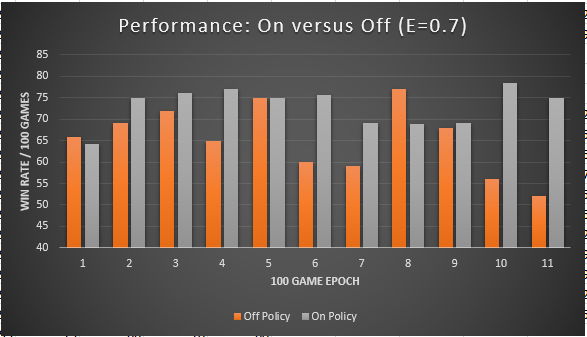 Performance: On versus Off (E=0.7)
85
80
75
70
65
60
55
50
45
40
WIN RATE / 100 GAMES
1 2 3 4 5 6 7 8 9 10 11
100 GAME EPOCH
Off Policy On Policy